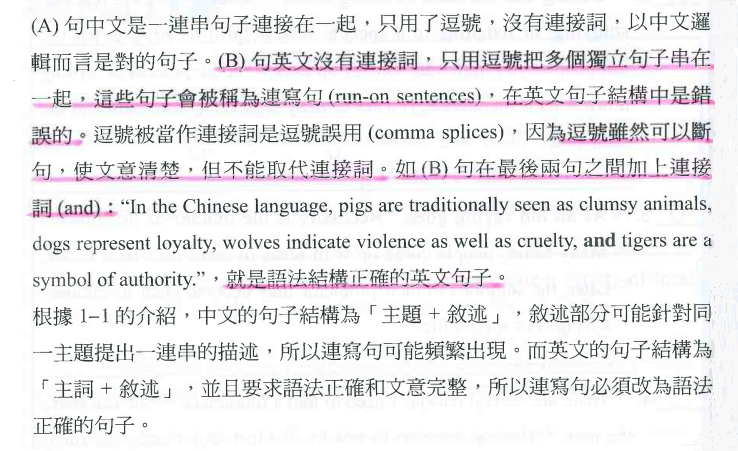 (A) 句中文是一連串句子連接在一起，只用了逗號，沒有連接詞，以中文邏
輯而言是對的句子。(B) 句英文沒有連接詞，只用逗號把多個獨立句子串在
一起，這些句子會被稱為連寫句 (run-on sentences)，在英文句子結構中是錯
誤的。逗號被當作連接詞是逗號誤用 (comma splices)，因為逗號雖然可以斷
句，使文意清楚，但不能取代連接詞。如 (B) 句在最後兩句之間加上連接
詞 (and)：“In the Chinese language, pigs are traditionally seen as clumsy animals,
dogs represent loyalty, wolves indicate violence as well as cruelty, and tigers are a
symbol of authority.”，就是語法結構正確的英文句子。
根據 1–1 的介紹，中文的句子結構為「主題 + 敘述」，敘述部分可能針對同
一主題提出一連串的描述，所以連寫句可能頻繁出現。而英文的句子結構為
「主詞 + 敘述」，並且要求語法正確和文意完整，所以連寫句必須改為語法
正確的句子。